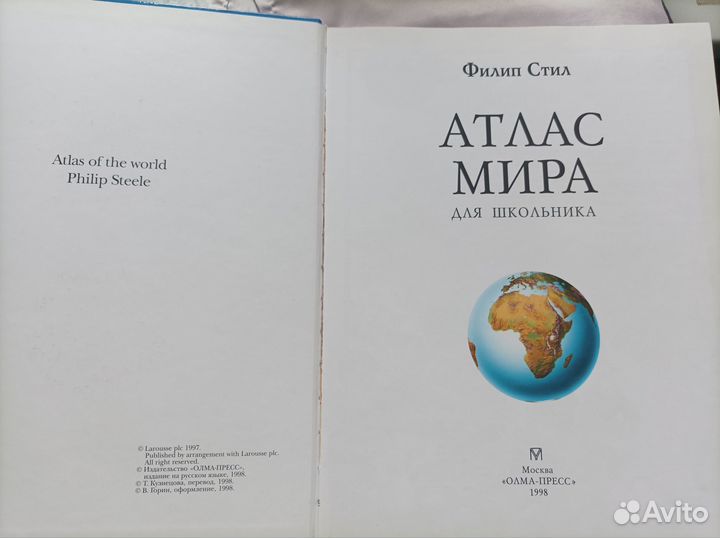 Atlas of the world
Philip Steele
© Larousse plc 1997.
Published by arrangement with Larousse plc.
All right reserved.
© Издательство «ОЛМА-ПРЕСС»,
издание на русском языке, 1998.
© Т. Кузнецова, перевод, 1998.
© В. Горин, оформление, 1998.
Филип Стил
АТЛАС
МИРА
ДЛЯ ШКОЛЬНИКА
Москва
«ОЛМА-ПРЕСС»
1998
Avito